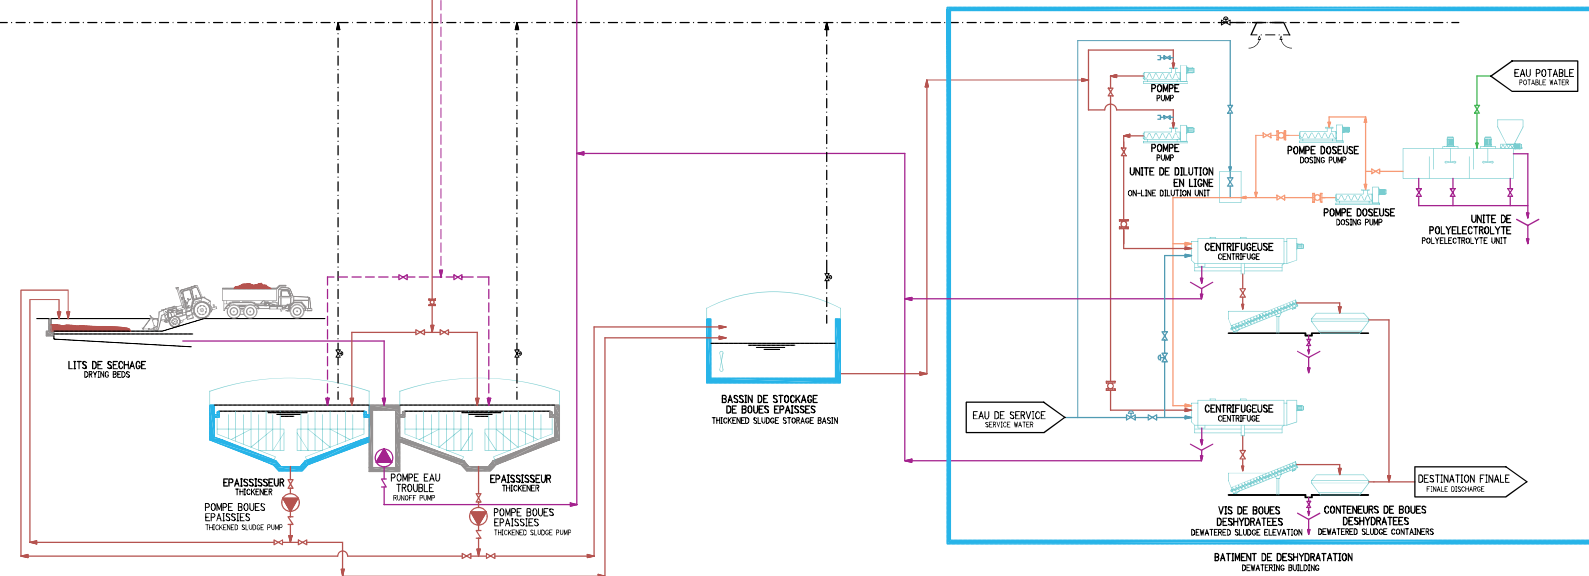 EAU POTABLE
POTABLE WATER
POMPE
PUMP
POMPE
PUMP
POMPE DOSEUSE
DOSING PUMP
UNITE DE DILUTION
EN LIGNE
ON-LINE DILUTION UNIT
POMPE DOSEUSE
DOSING PUMP
UNITE DE
POLYELECTROLYTE
POLYELECTROLYTE UNIT
CENTRIFUGEUSE
CENTRIFUGE
LITS DE SECHAGE
DRYING BEDS
BASSIN DE STOCKAGE
DE BOUES EPAISSES
THICKENED SLUDGE STORAGE BASIN
EAU DE SERVICE
SERVICE WATER
CENTRIFUGEUSE
CENTRIFUGE
EPAISSISSEUR
THICKENER
POMPE EAU
TROUBLE
RUNOFF PUMP
EPAISSISSEUR
THICKENER
POMPE BOUES
EPAISSIES
THICKENED SLUDGE PUMP
POMPE BOUES
EPAISSIES
THICKENED SLUDGE PUMP
DESTINATION FINALE
FINALE DISCHARGE
VIS DE BOUES
DESHYDRATEES
DEWATERED SLUDGE ELEVATION
CONTENEURS DE BOUES
DESHYDRATEES
DEWATERED SLUDGE CONTAINERS
BATIMENT DE DESHYDRATATION
DEWATERING BUILDING